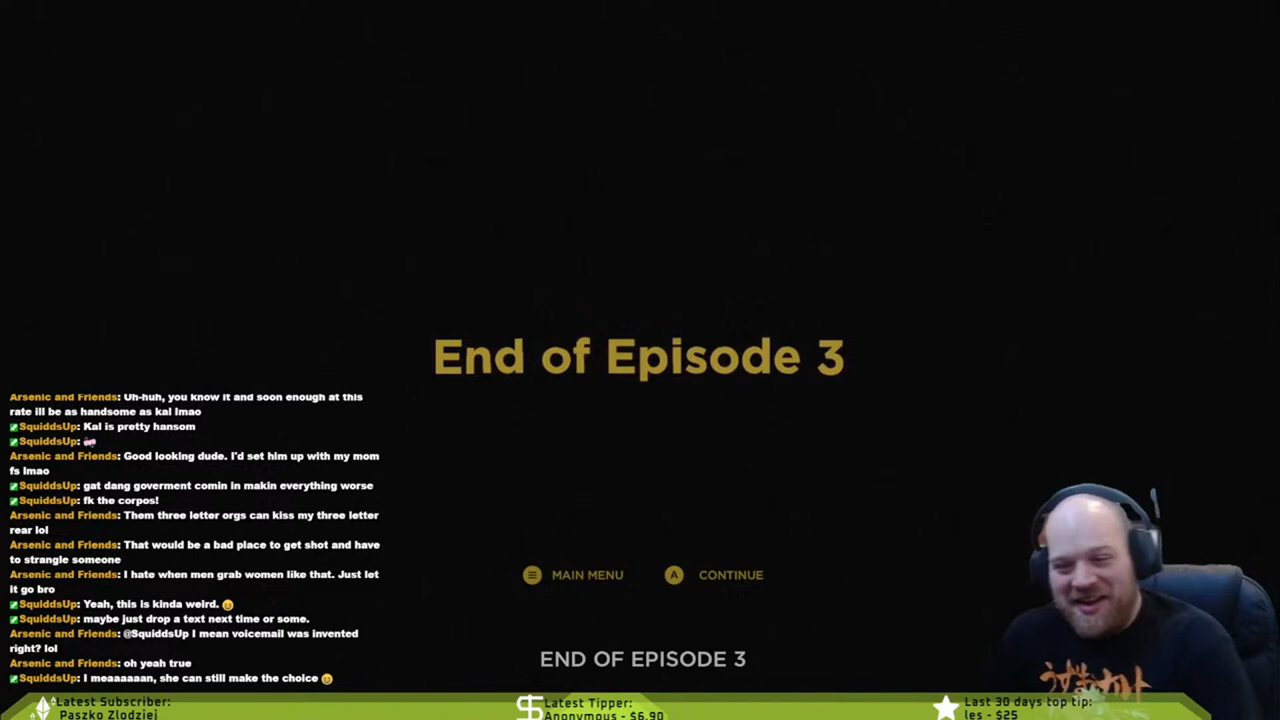 End of Episode 3
Arsenic and Friends: Uh-huh, you know it and soon enough at this
rate ill be as handsome as kal lmao
SquiddsUp: Kal is pretty hansom
SquiddsUp:
Arsenic and Friends: Good looking dude. I'd set him up with my mom
fs lmao
SquiddsUp: gat dang goverment comin in makin everything worse
SquiddsUp: fk the corpos!
Arsenic and Friends: Them three letter orgs can kiss my three letter
rear lol
Arsenic and Friends: That would be a bad place to get shot and have
to strangle someone
Arsenic and Friends: I hate when men grab women like that. Just let
it go bro
SquiddsUp: Yeah, this is kinda weird.
SquiddsUp: maybe just drop a text next time or some.
Arsenic and Friends: @SquiddsUp I mean voicemail was invented
right? lol
Arsenic and Friends: oh yeah true
SquiddsUp: I meaaaaaan, she can still make the choice
MAIN MENU
A CONTINUE
END OF EPISODE 3
Latest Subscriber:
Paszko Zlodziej
Latest Tipper:
Anonymous - $6.90
Last 30 days top tip:
les - $25